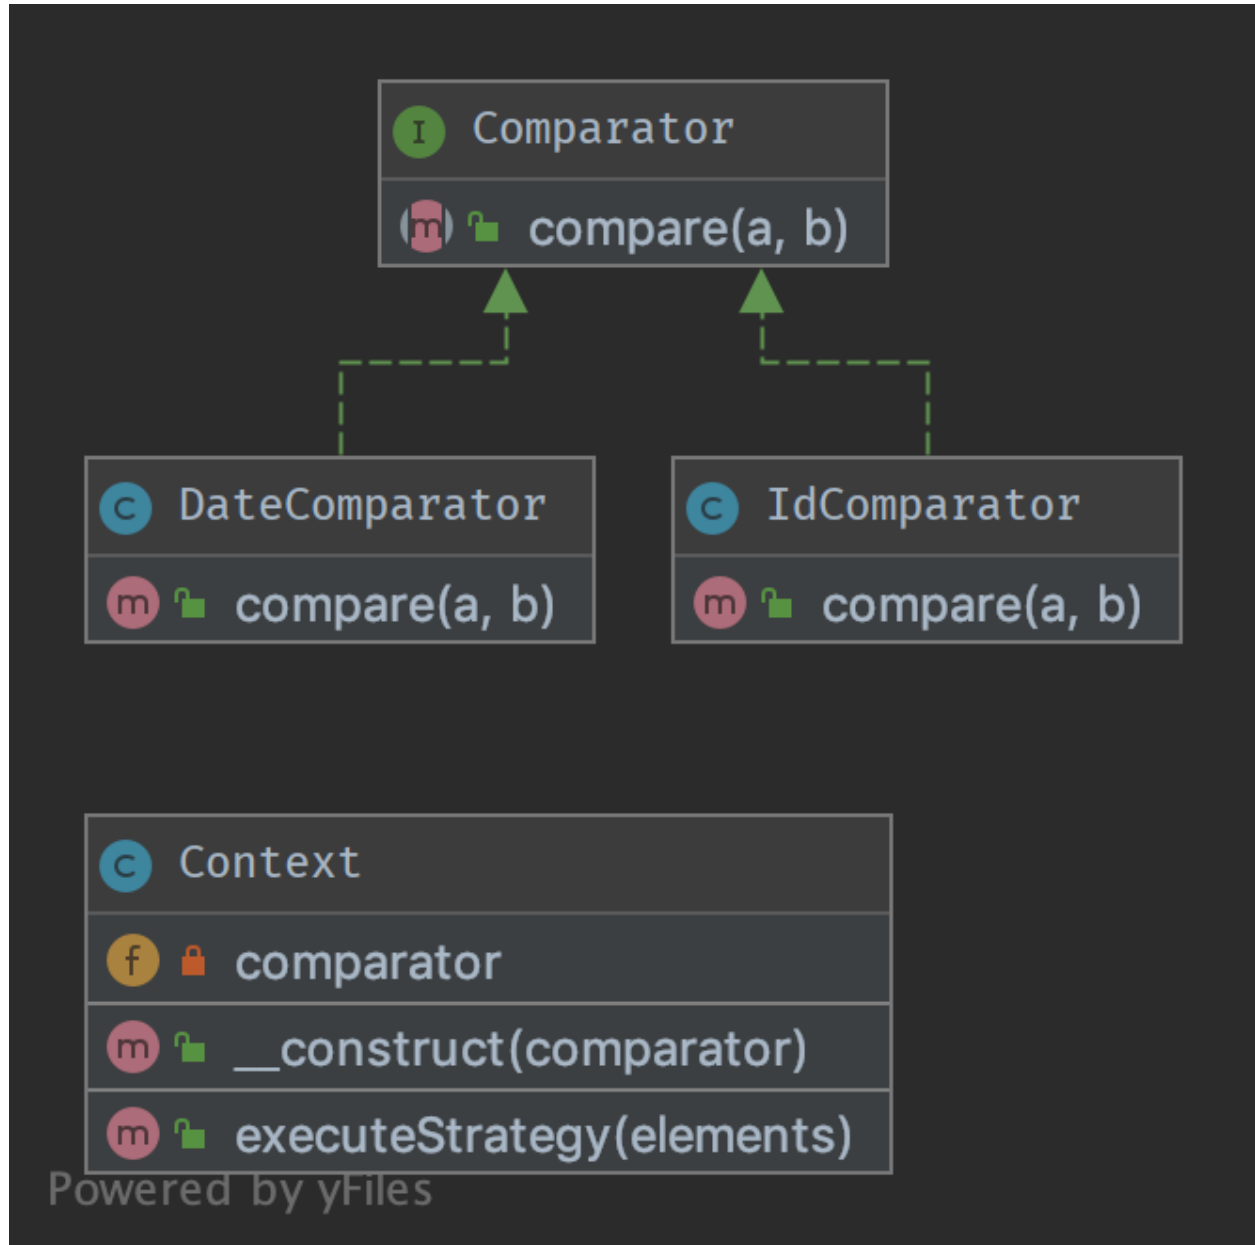 I Comparator
m compare(a, b)
C DateComparator
m compare(a, b)
C IdComparator
m compare(a, b)
C Context
f comparator
m __construct(comparator)
m executeStrategy(elements)
Powered by yFiles